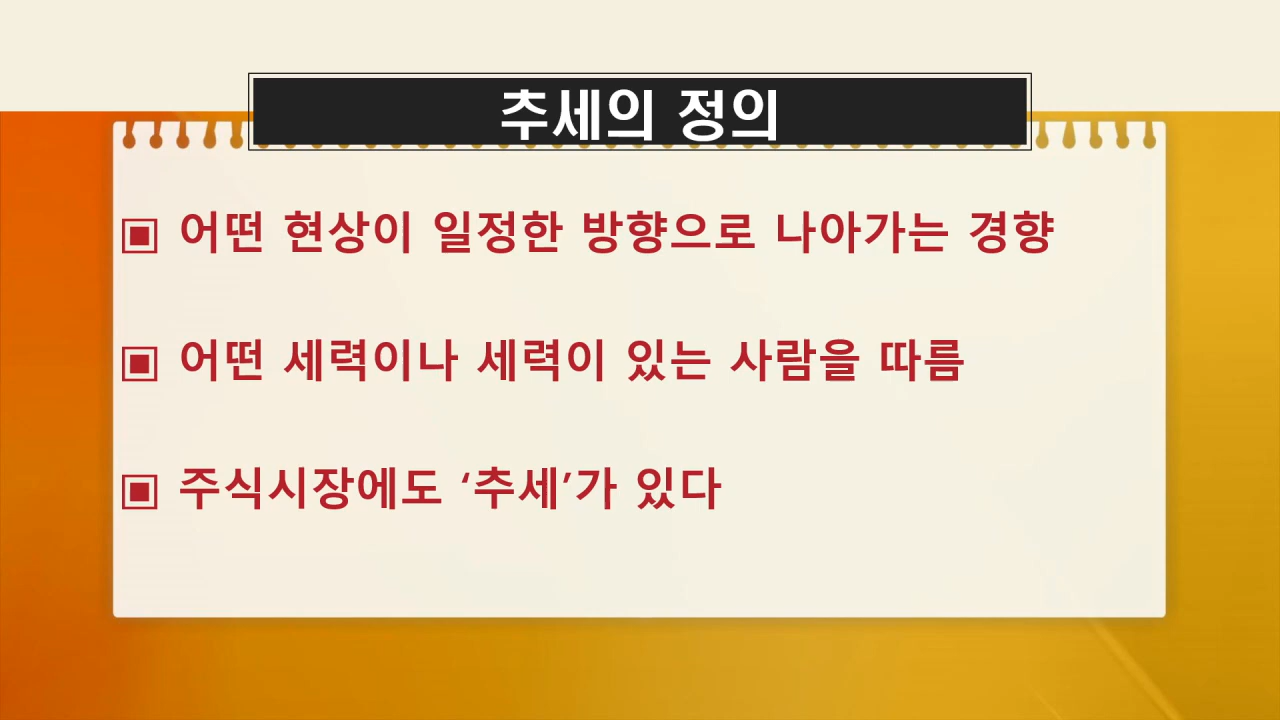 추세의 정의
▣ 어떤 현상이 일정한 방향으로 나아가는 경향
▣ 어떤 세력이나 세력이 있는 사람을 따름
▣ 주식시장에도 ‘추세’가 있다